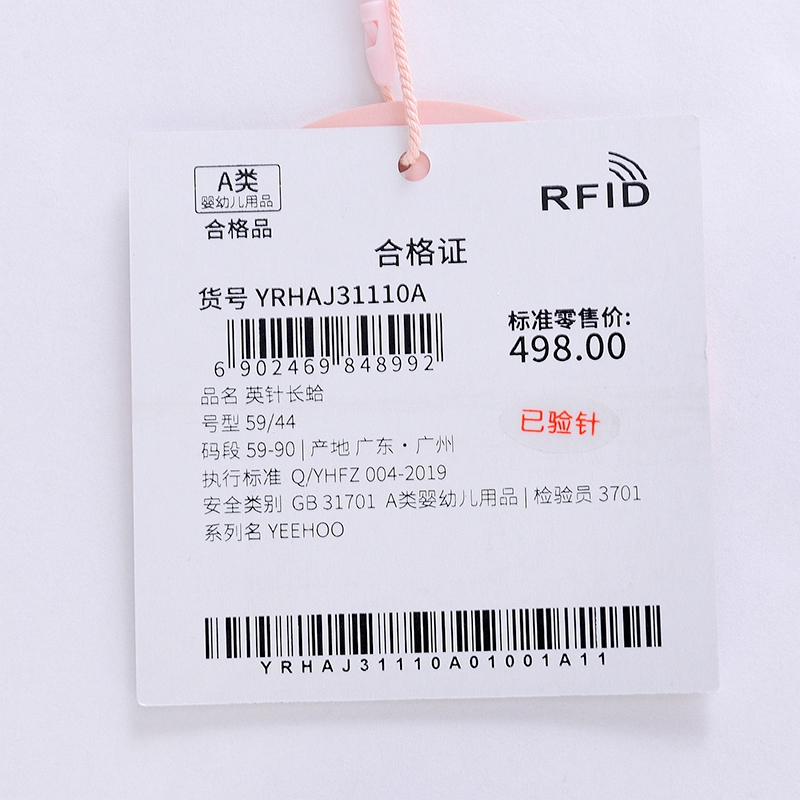 A类
婴幼儿用品
合格品
RFID
合格证
货号 YRHAJ31110A
6 902469 848992
标准零售价:
498.00
品名 英针长蛤
号型 59/44
已验针
码段 59-90 | 产地 广东·广州
执行标准 Q/YHFZ 004-2019
安全类别 GB 31701 A类婴幼儿用品 | 检验员 3701
系列名 YEEHOO
YRHAJ31110A01001A11